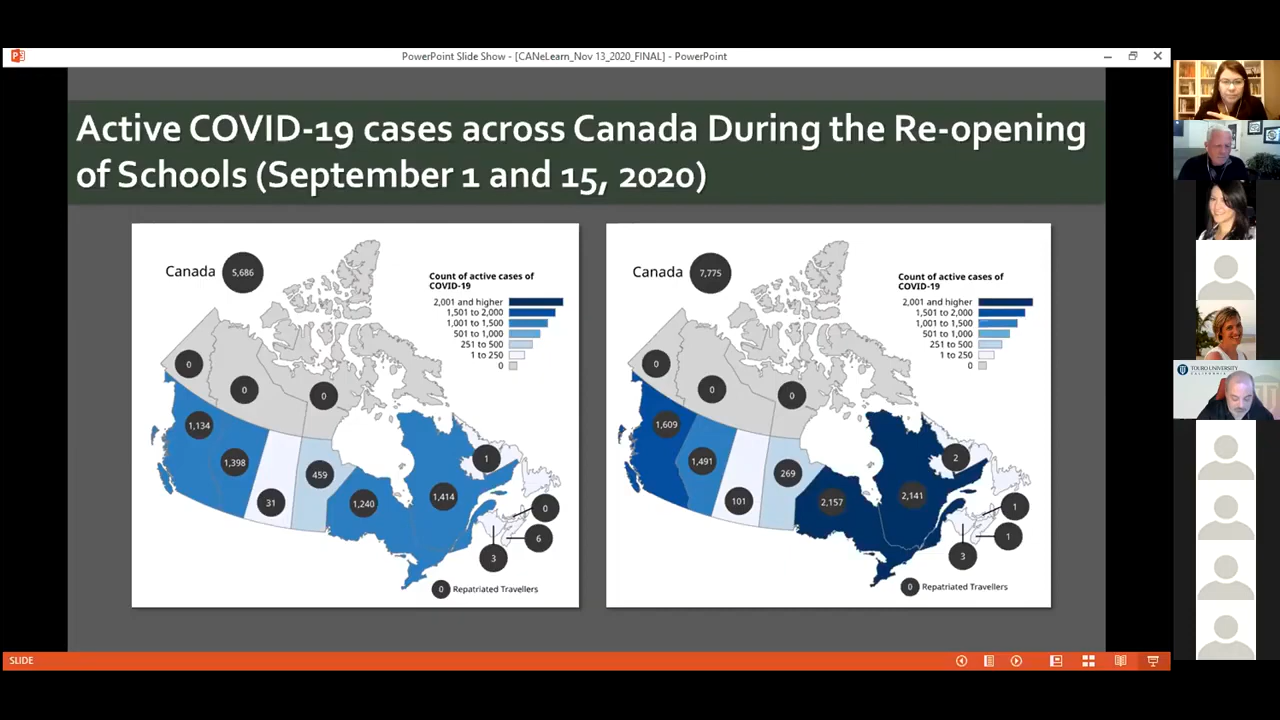 PowerPoint Slide Show - [CANeLearn_Nov 13_2020_FINAL] - PowerPoint
Active COVID-19 cases across Canada During the Re-opening
of Schools (September 1 and 15, 2020)
Canada 5,686
Count of active cases of
COVID-19
2,001 and higher
1,501 to 2,000
1,001 to 1,500
501 to 1,000
251 to 500
1 to 250
0
0
0
0
1,134
1,398
31
459
1,240
1,414
1
0
6
3
0 Repatriated Travellers
Canada 7,775
Count of active cases of
COVID-19
2,001 and higher
1,501 to 2,000
1,001 to 1,500
501 to 1,000
251 to 500
1 to 250
0
0
0
0
1,609
1,491
101
269
2,157
2,141
2
1
1
3
0 Repatriated Travellers
TOURO UNIVERSITY
CALIFORNIA
SLIDE